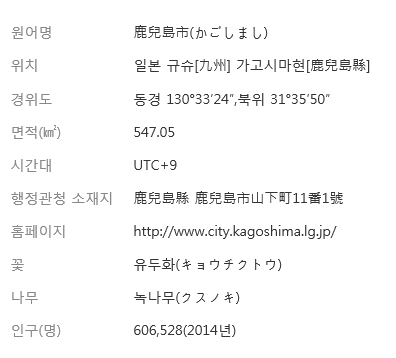 원어명 鹿兒島市(かごしまし)
위치 일본 규슈[九州] 가고시마현[鹿兒島縣]
경위도 동경 130°33′24″,북위 31°35′50″
면적(㎢) 547.05
시간대 UTC+9
행정관청 소재지 鹿兒島縣 鹿兒島市山下町11番1號
홈페이지 http://www.city.kagoshima.lg.jp/
꽃 유두화(キョウチクトウ)
나무 녹나무(クスノキ)
인구(명) 606,528(2014년)